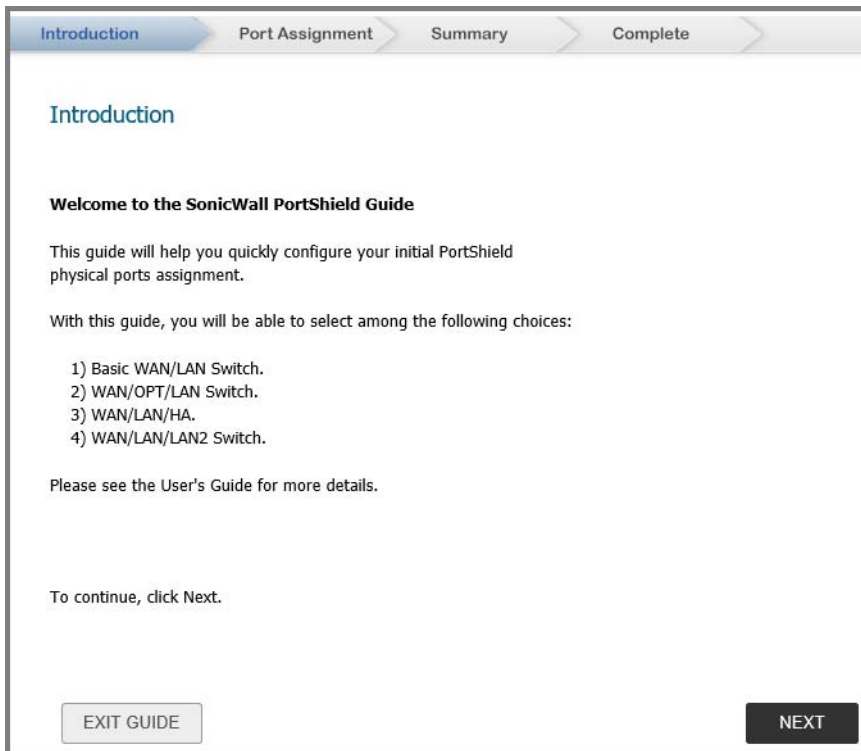 Introduction Port Assignment Summary Complete
Introduction
Welcome to the SonicWall PortShield Guide
This guide will help you quickly configure your initial PortShield
physical ports assignment.
With this guide, you will be able to select among the following choices:
1) Basic WAN/LAN Switch.
2) WAN/OPT/LAN Switch.
3) WAN/LAN/HA.
4) WAN/LAN/LAN2 Switch.
Please see the User's Guide for more details.
To continue, click Next.
EXIT GUIDE NEXT